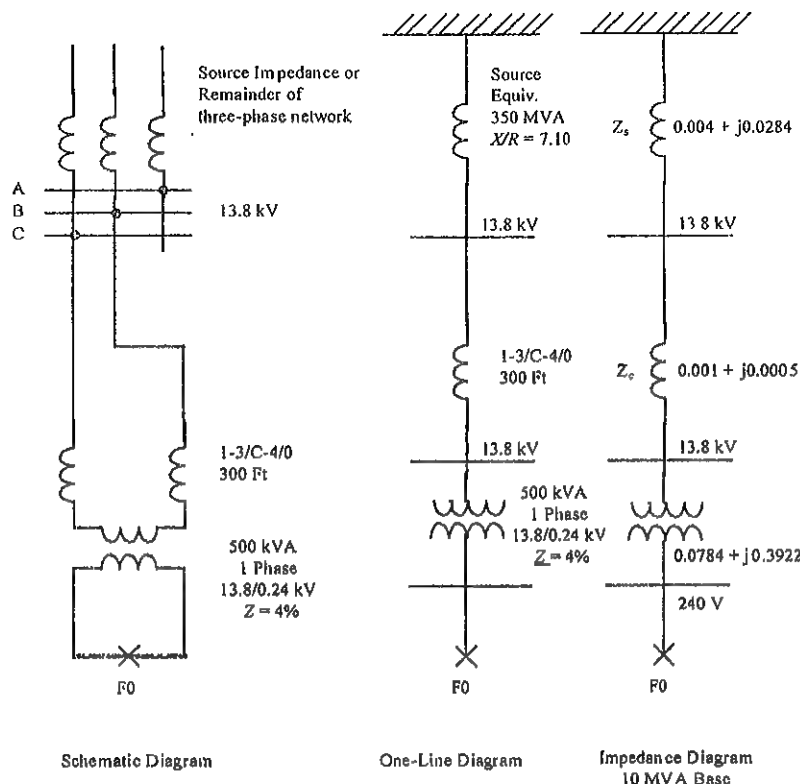 Source Impedance or
Remainder of
three-phase network
A
B
C
13.8 kV
1-3/C-4/0
300 Ft
500 kVA
1 Phase
13.8/0.24 kV
Z = 4%
F0
Schematic Diagram
Source
Equiv.
350 MVA
X/R = 7.10
13.8 kV
1-3/C-4/0
300 Ft
13.8 kV
500 kVA
1 Phase
13.8/0.24 kV
Z = 4%
F0
One-Line Diagram
Zs 0.004 + j0.0284
13.8 kV
Zc 0.001 + j0.0005
13.8 kV
0.0784 + j0.3922
240 V
F0
Impedance Diagram
10 MVA Base